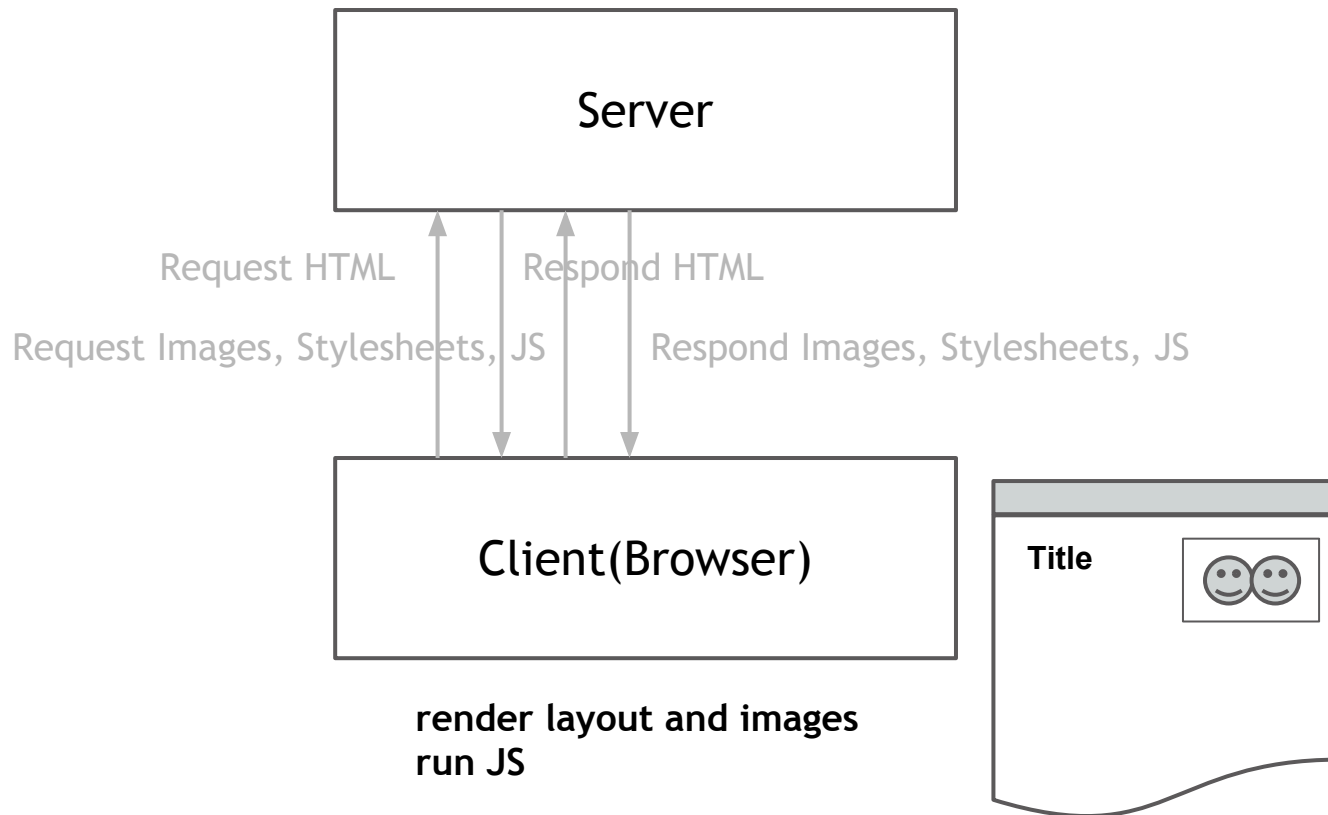 Server
Request HTML
Respond HTML
Request Images, Stylesheets, JS
Respond Images, Stylesheets, JS
Client(Browser)
Title
render layout and images
run JS